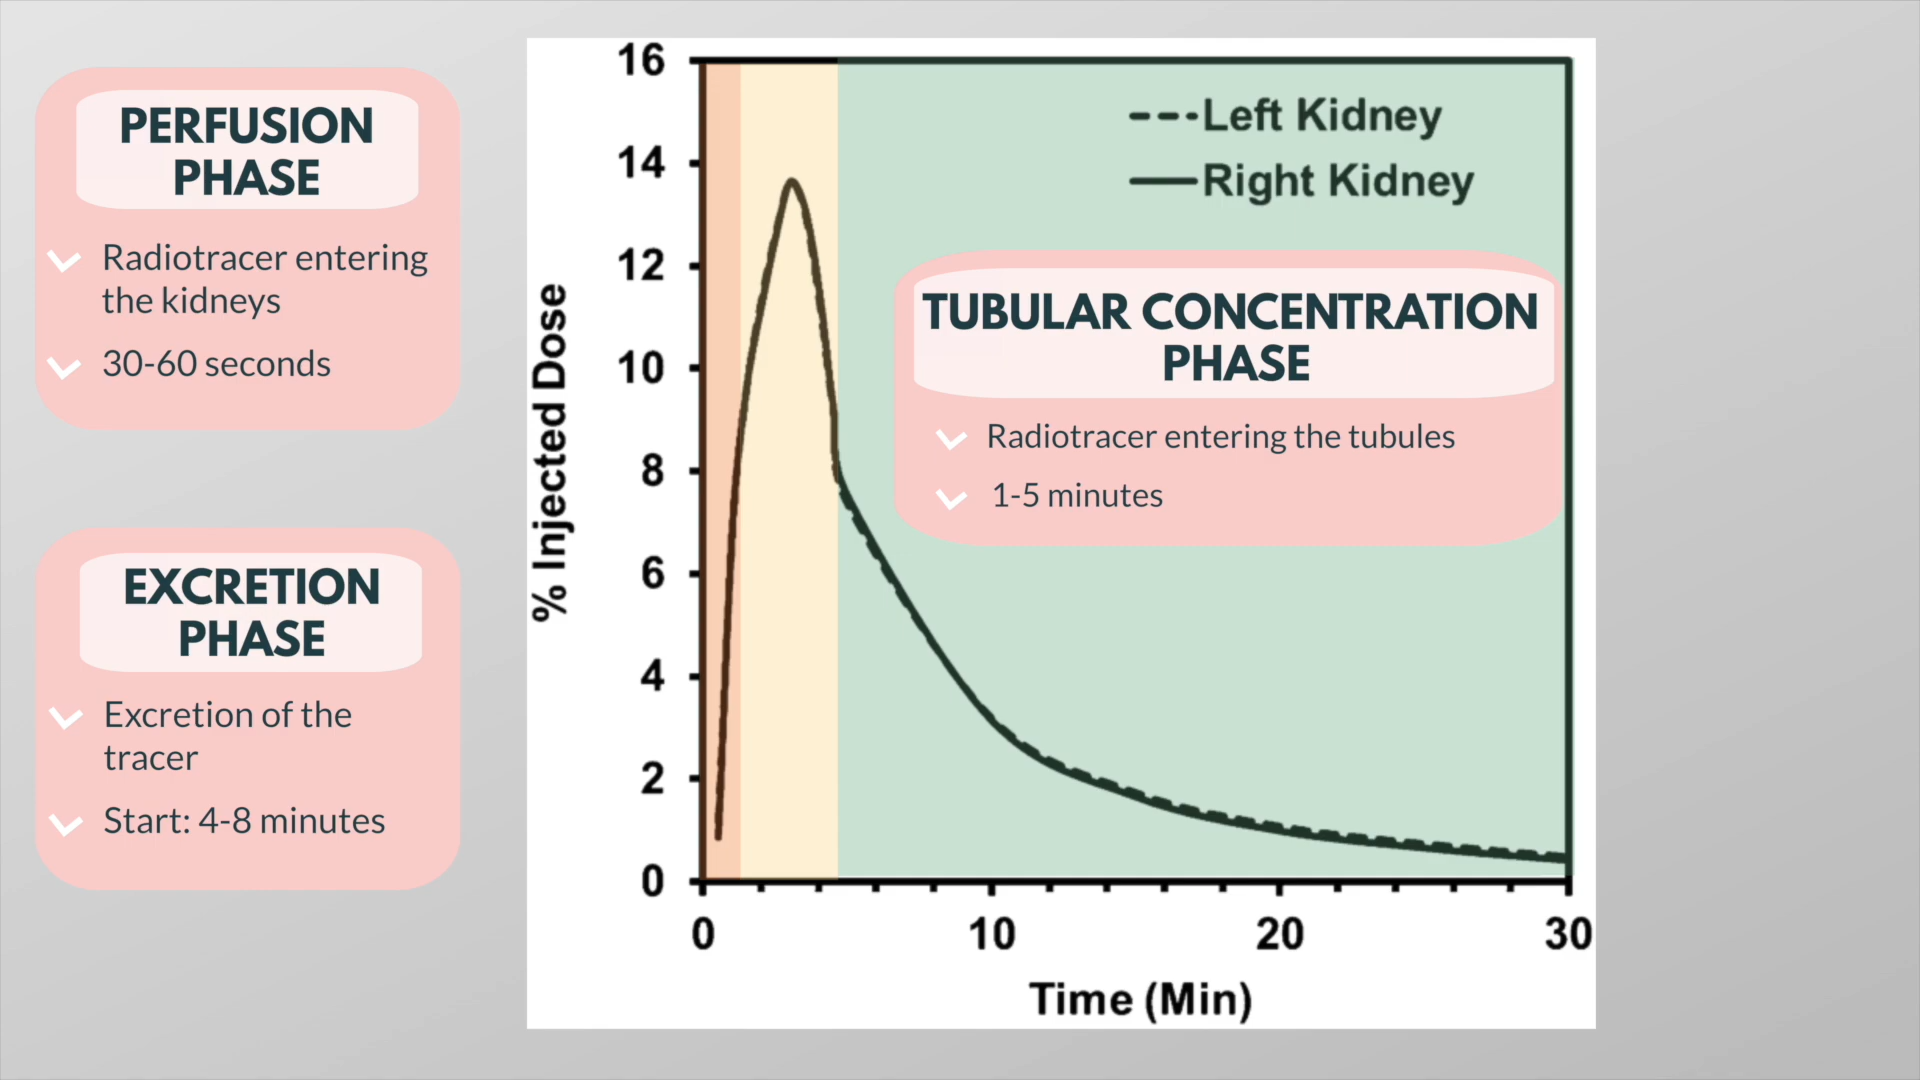 PERFUSION
PHASE
Radiotracer entering
the kidneys
30-60 seconds
EXCRETION
PHASE
Excretion of the
tracer
Start: 4-8 minutes
% Injected Dose
16
14
12
10
8
6
4
2
0
Left Kidney
Right Kidney
TUBULAR CONCENTRATION
PHASE
Radiotracer entering the tubules
1-5 minutes
0 10 20 30
Time (Min)